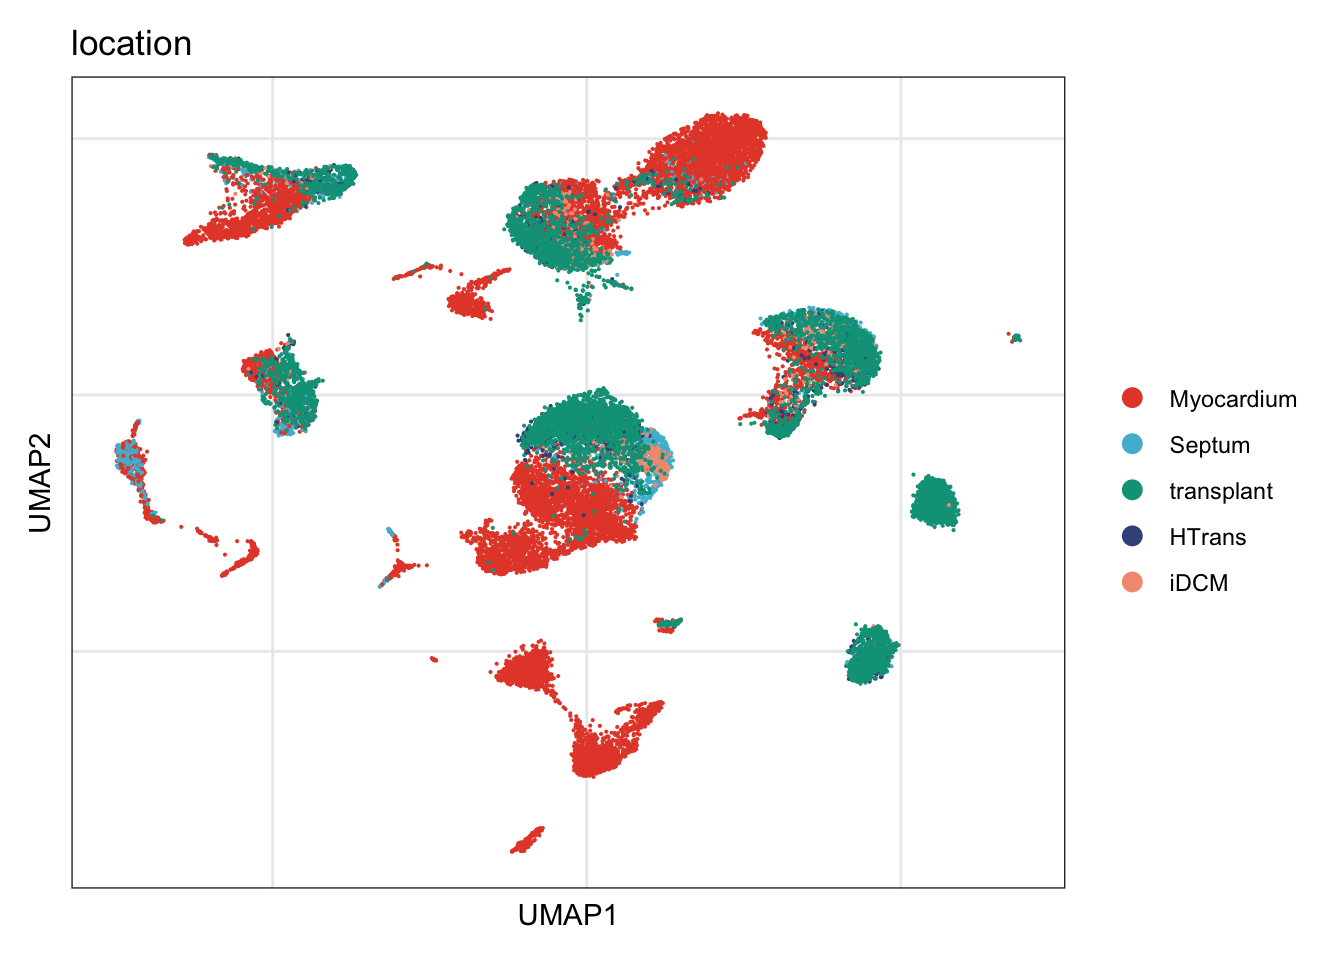 location
UMAP2
UMAP1
Myocardium
Septum
transplant
HTrans
iDCM